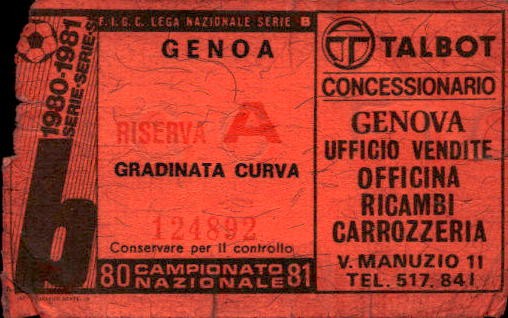 F.I.G.C. LEGA NAZIONALE SERIE B
GENOA
1980-1981
SERIE-SERIE-S
RISERVA A
GRADINATA CURVA
124892
Conservare per il controllo
6
80 CAMPIONATO 81
NAZIONALE
CT TALBOT
CONCESSIONARIO
GENOVA
UFFICIO VENDITE
OFFICINA
RICAMBI
CARROZZERIA
V. MANUZIO 11
TEL. 517.841